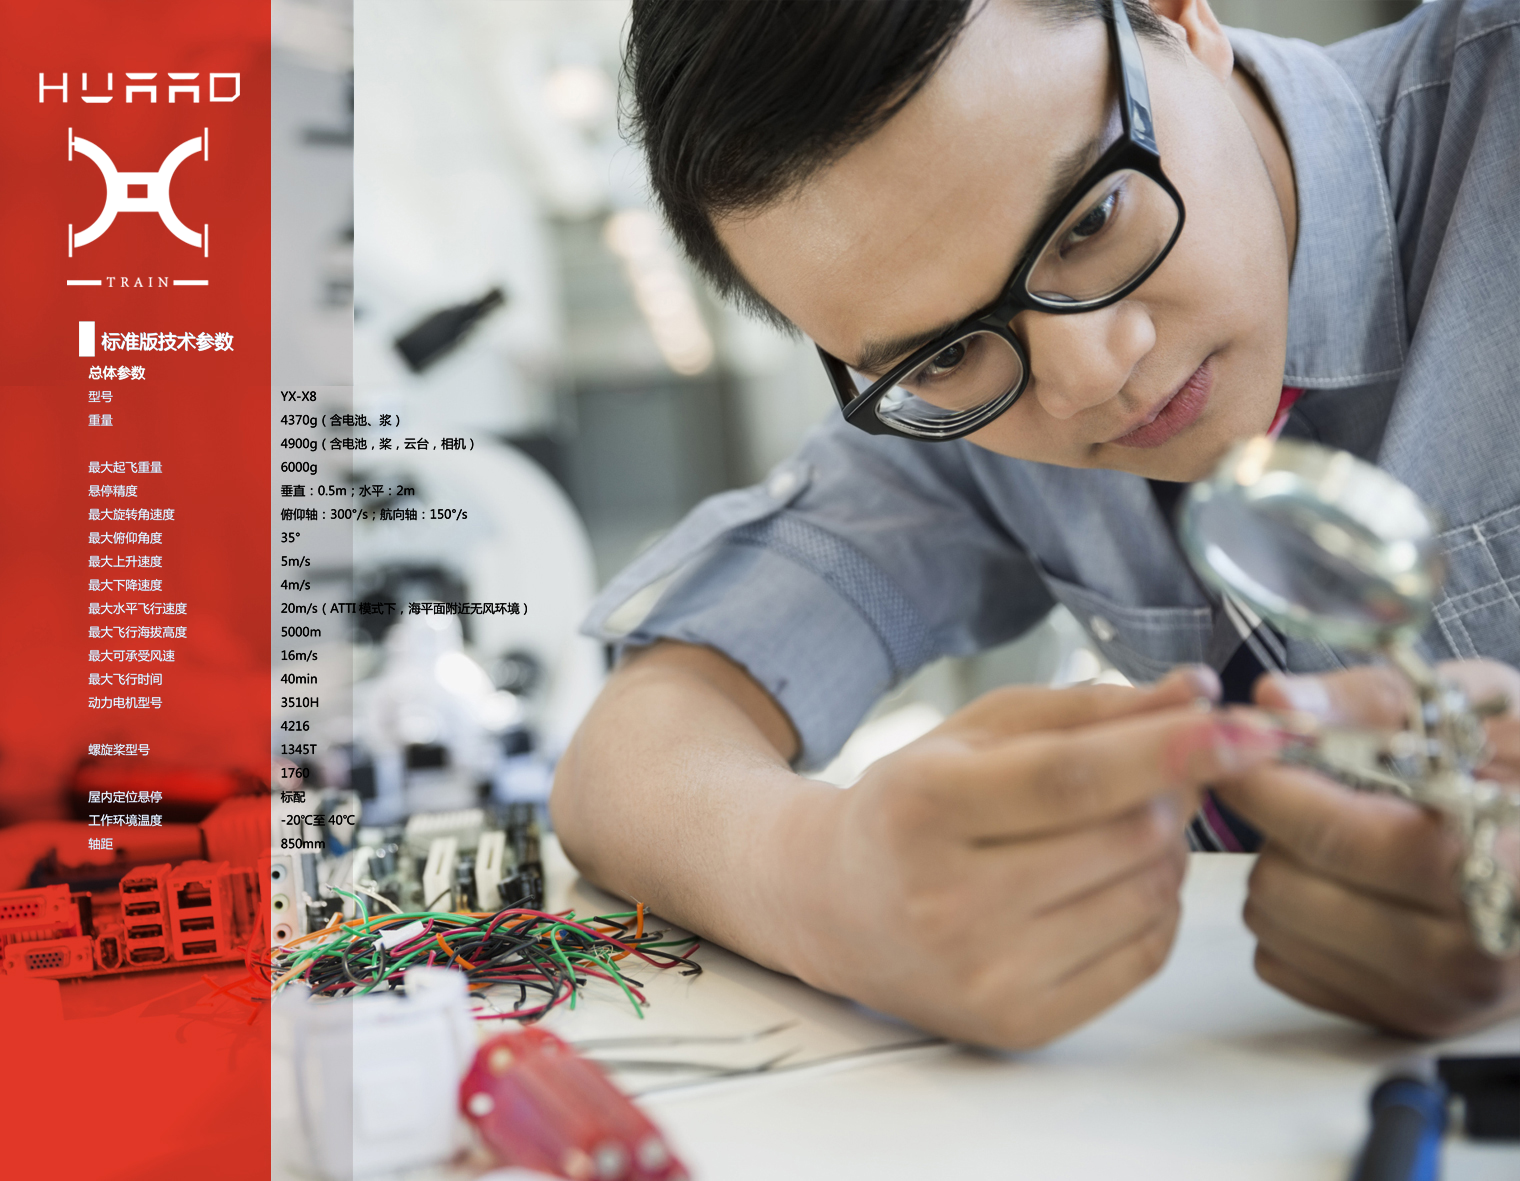 HUAAO
TRAIN
标准版技术参数
总体参数
型号 YX-X8
重量 4370g（含电池、浆）
4900g（含电池，桨，云台，相机）
最大起飞重量 6000g
悬停精度 垂直：0.5m；水平：2m
最大旋转角速度 俯仰轴：300°/s；航向轴：150°/s
最大俯仰角度 35°
最大上升速度 5m/s
最大下降速度 4m/s
最大水平飞行速度 20m/s（ATTI 模式下，海平面附近无风环境）
最大飞行海拔高度 5000m
最大可承受风速 16m/s
最大飞行时间 40min
动力电机型号 3510H
4216
螺旋桨型号 1345T
1760
屋内定位悬停 标配
工作环境温度 -20℃至 40℃
轴距 850mm